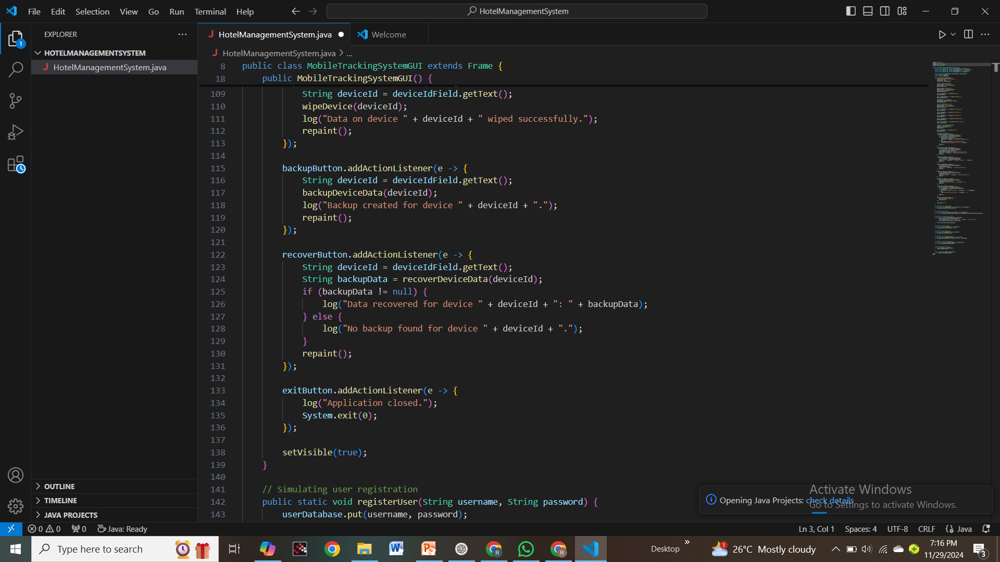 File Edit Selection View Go Run Terminal Help
HotelManagementSystem
EXPLORER
HOTELMANAGEMENTSYSTEM
J HotelManagementSystem.java
OUTLINE
TIMELINE
JAVA PROJECTS
J HotelManagementSystem.java
Welcome
J HotelManagementSystem.java > ...
8 public class MobileTrackingSystemGUI extends Frame {
18 public MobileTrackingSystemGUI() {
109 String deviceId = deviceIdField.getText();
110 wipeDevice(deviceId);
111 log("Data on device " + deviceId + " wiped successfully.");
112 repaint();
113 });
114
115 backupButton.addActionListener(e -> {
116 String deviceId = deviceIdField.getText();
117 backupDeviceData(deviceId);
118 log("Backup created for device " + deviceId + ".");
119 repaint();
120 });
121
122 recoverButton.addActionListener(e -> {
123 String deviceId = deviceIdField.getText();
124 String backupData = recoverDeviceData(deviceId);
125 if (backupData != null) {
126 log("Data recovered for device " + deviceId + ": " + backupData);
127 } else {
128 log("No backup found for device " + deviceId + ".");
129 }
130 repaint();
131 });
132
133 exitButton.addActionListener(e -> {
134 log("Application closed.");
135 System.exit(0);
136 });
137
138 setVisible(true);
139 }
140
141 // Simulating user registration
142 public static void registerUser(String username, String password) {
143 userDatabase.put(username, password);
Activate Windows
Go to Settings to activate Windows.
Opening Java Projects: check details
0 0 0 Java: Ready
Ln 3, Col 1 Spaces: 4 UTF-8 CRLF Java
Type here to search
Desktop
26°C Mostly cloudy
7:16 PM
11/29/2024
3